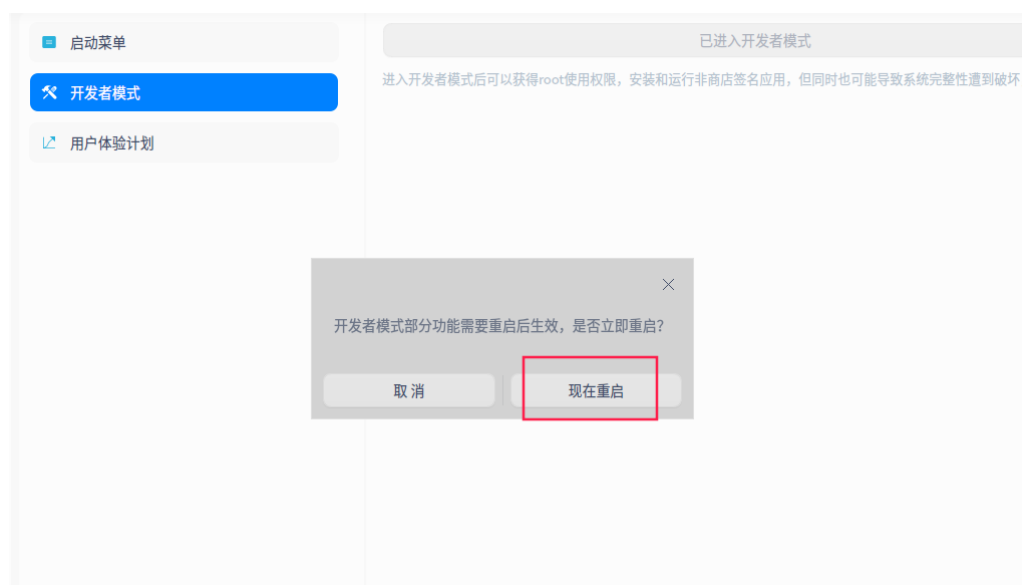 启动菜单
开发者模式
用户体验计划
已进入开发者模式
进入开发者模式后可以获得root使用权限，安装和运行非商店签名应用，但同时也可能导致系统完整性遭到破坏
开发者模式部分功能需要重启后生效，是否立即重启?
取 消
现在重启